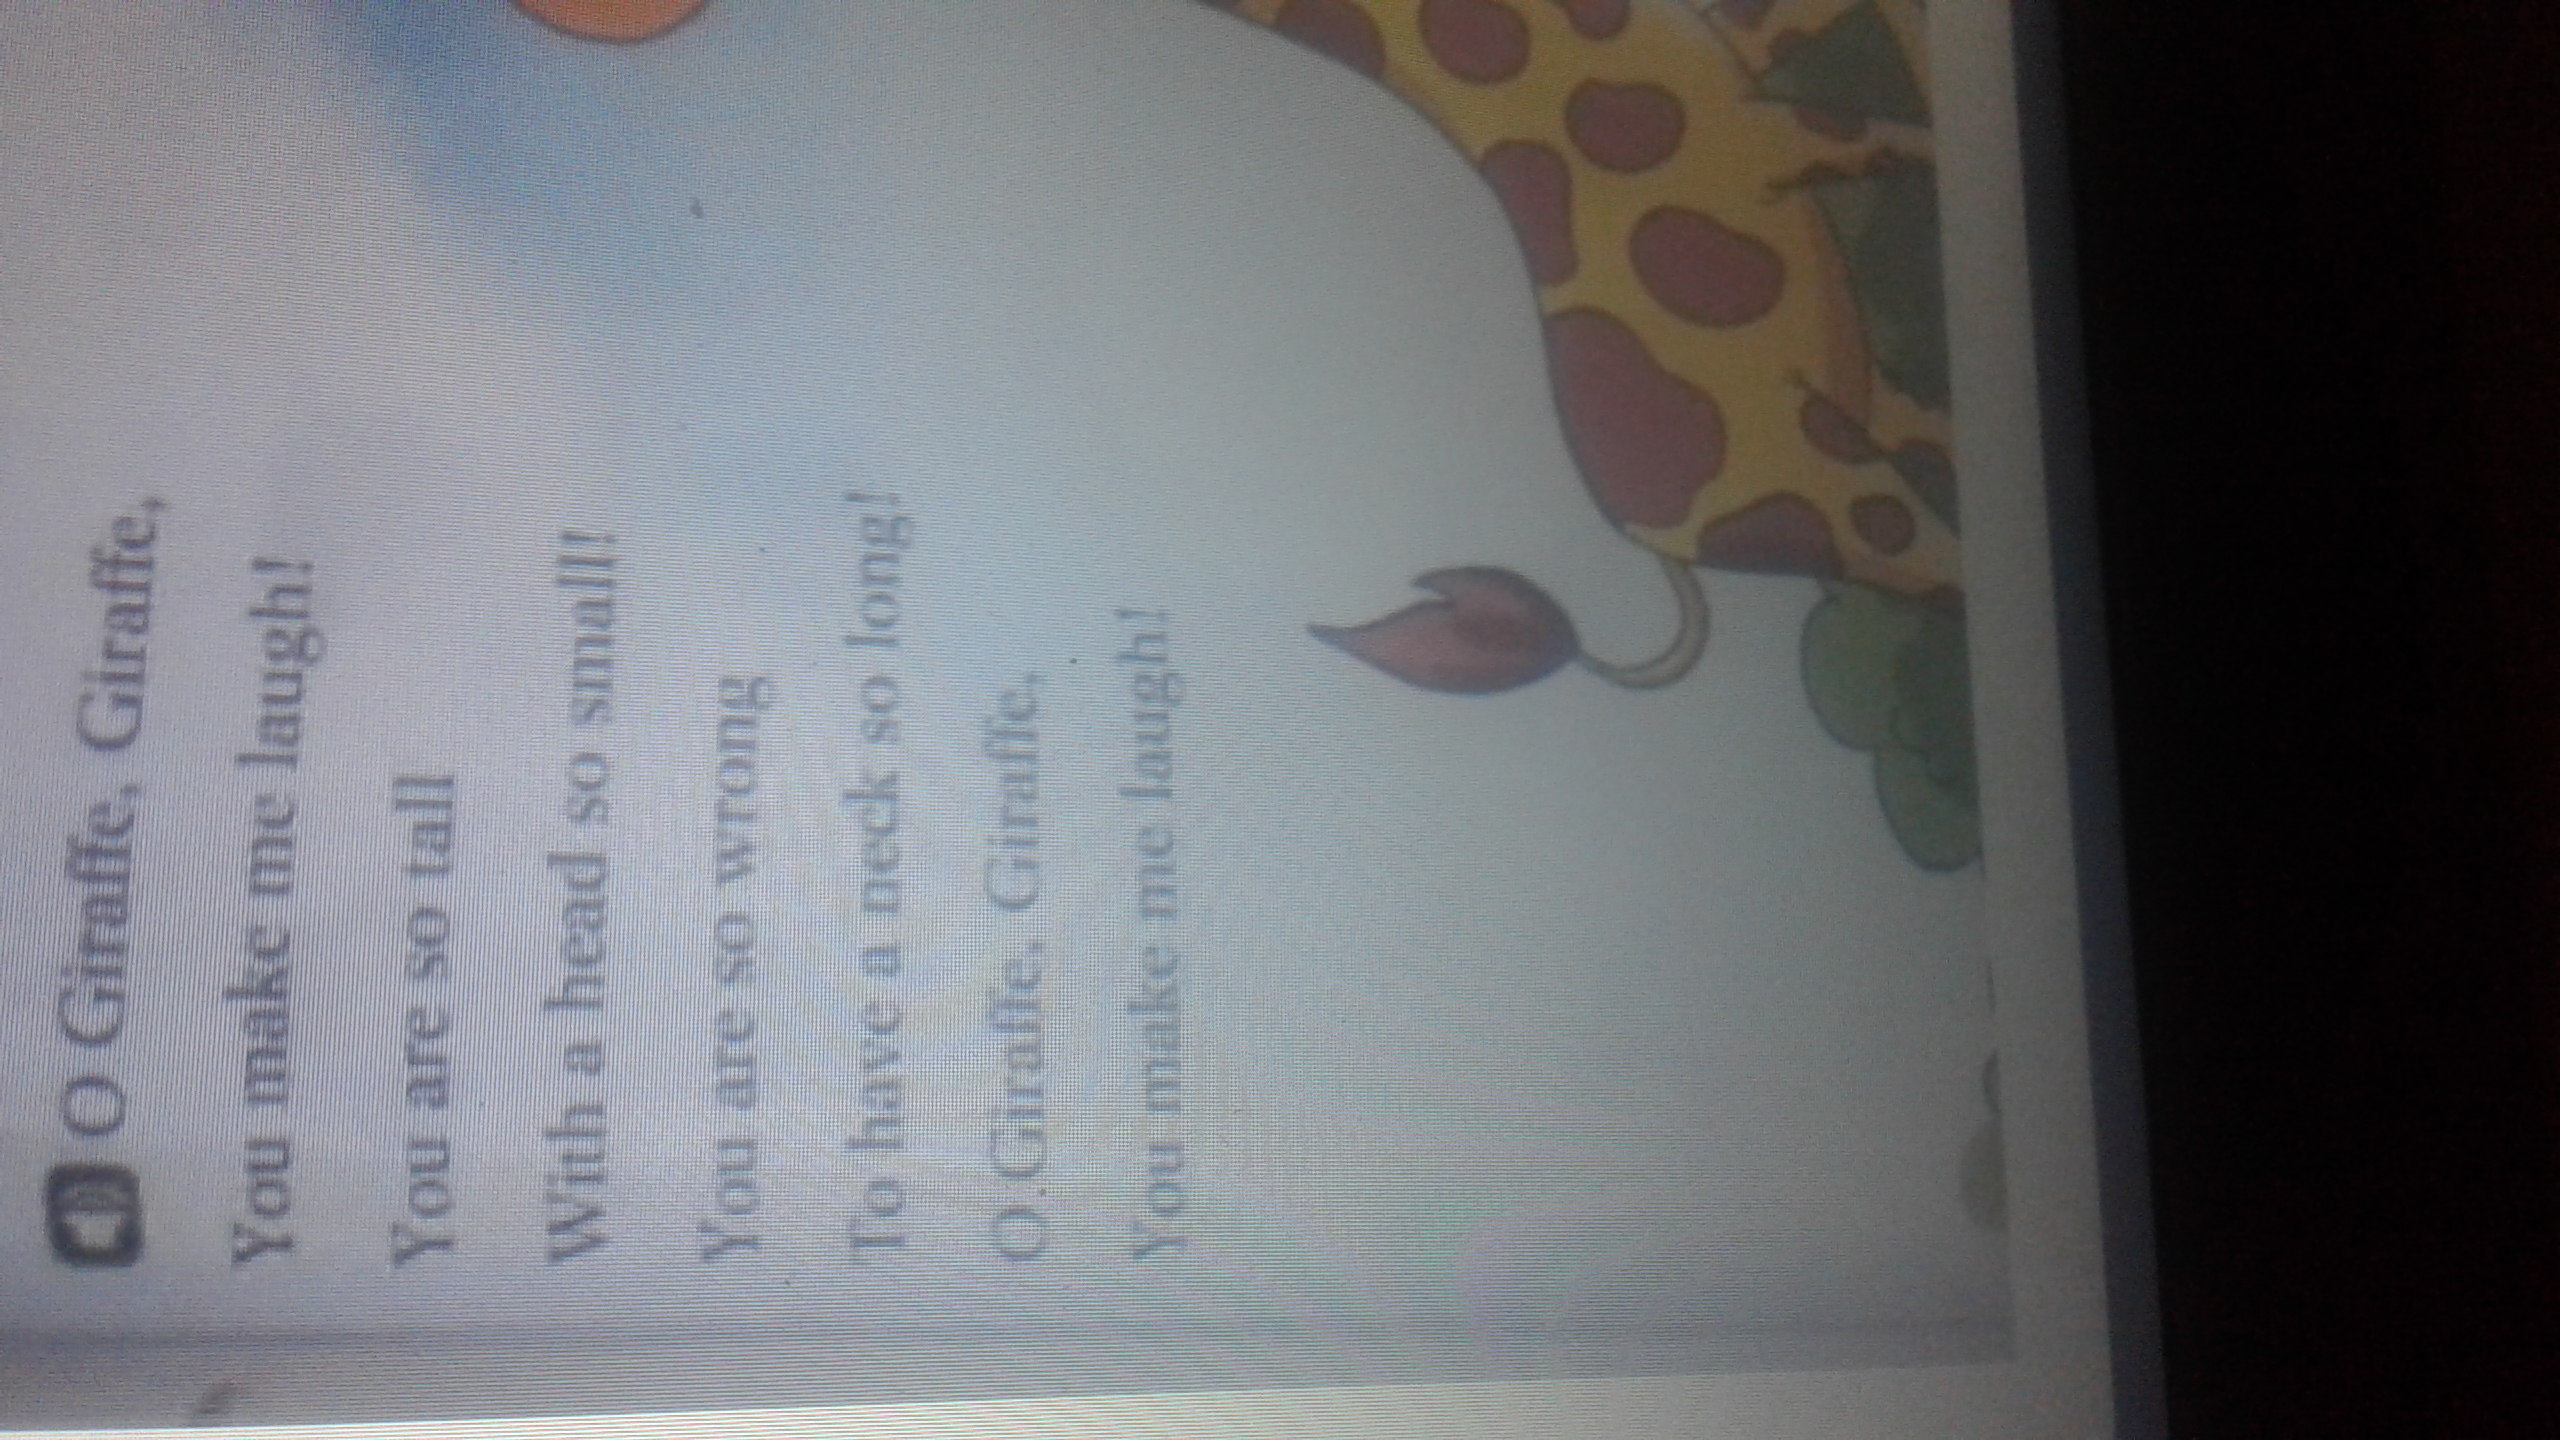 O Giraffe, Giraffe,
You make me laugh!
You are so tall
With a head so small!
You are so wrong
To have a neck so long!
O Giraffe, Giraffe,
You make me laugh!